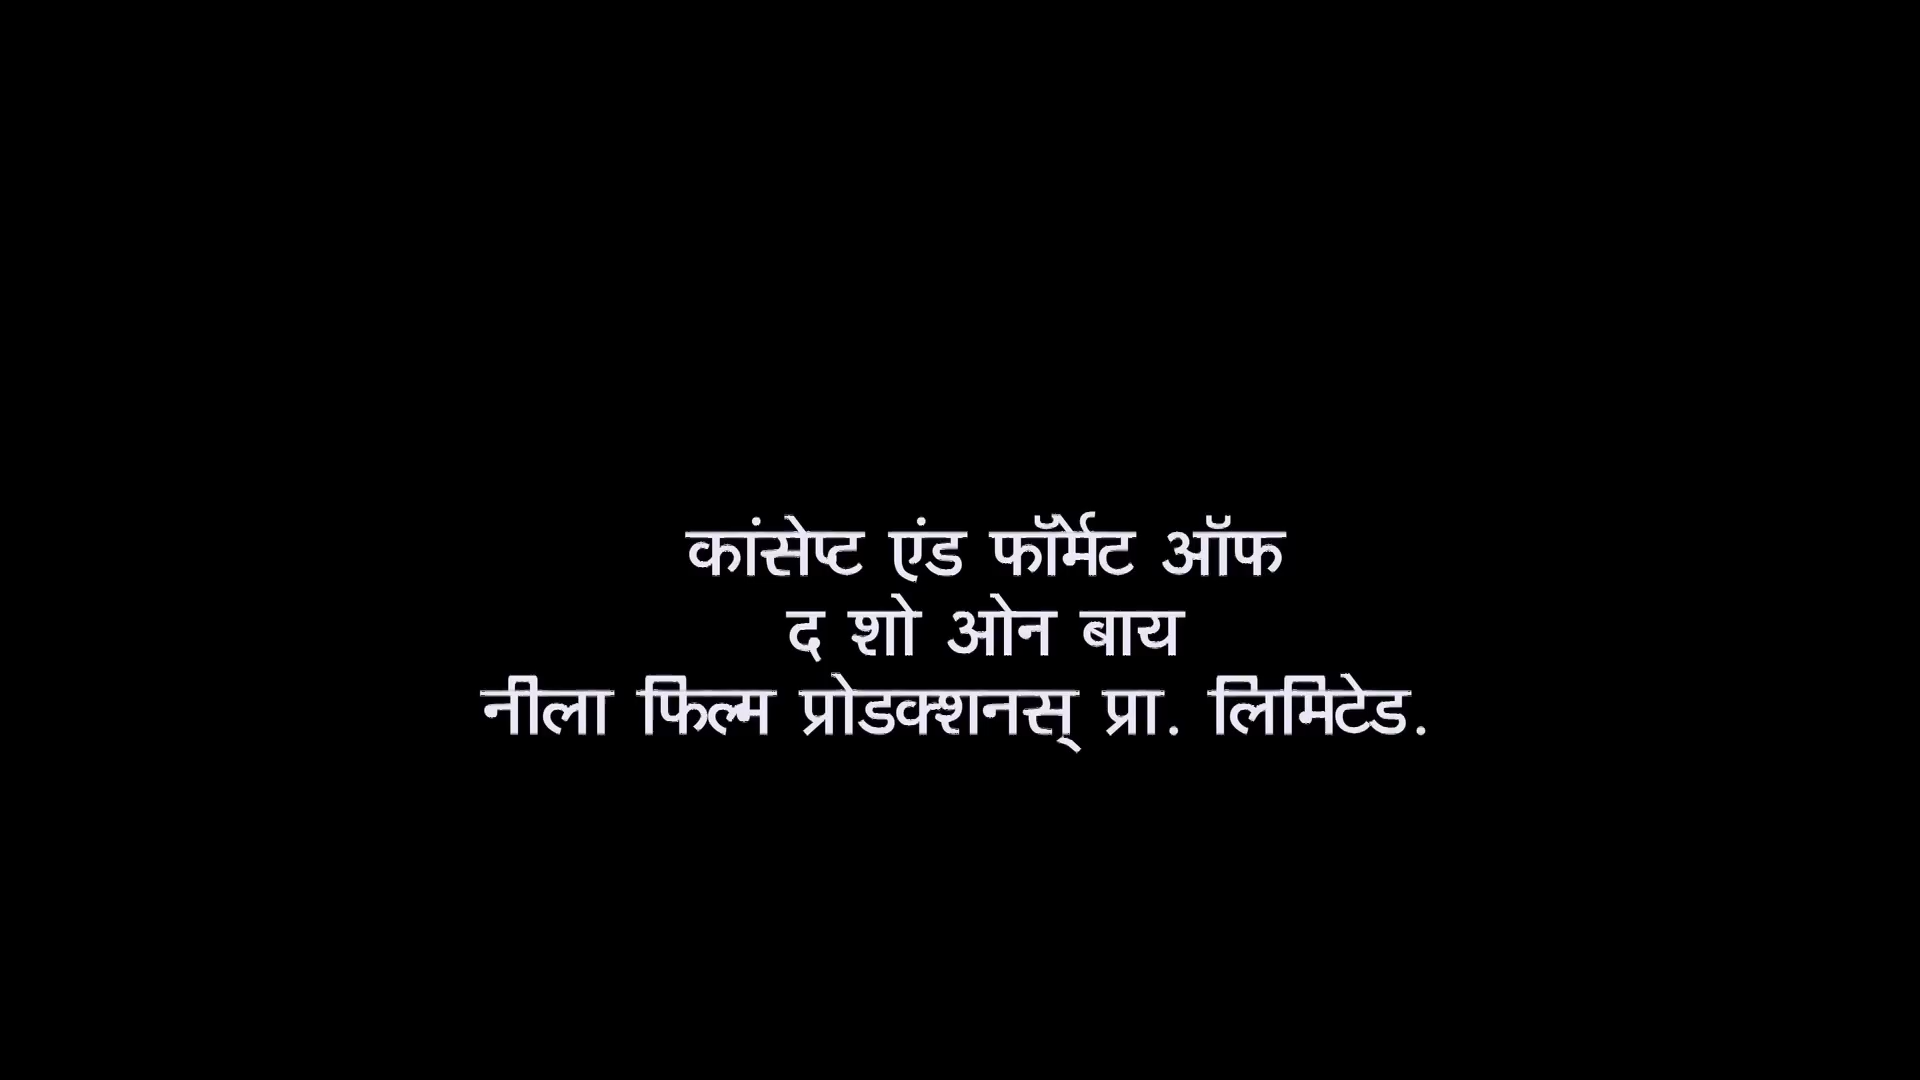 कांसेप्ट एंड फॉर्मेट ऑफ
द शो ओन बाय
नीला फिल्म प्रोडक्शनस् प्रा. लिमिटेड.